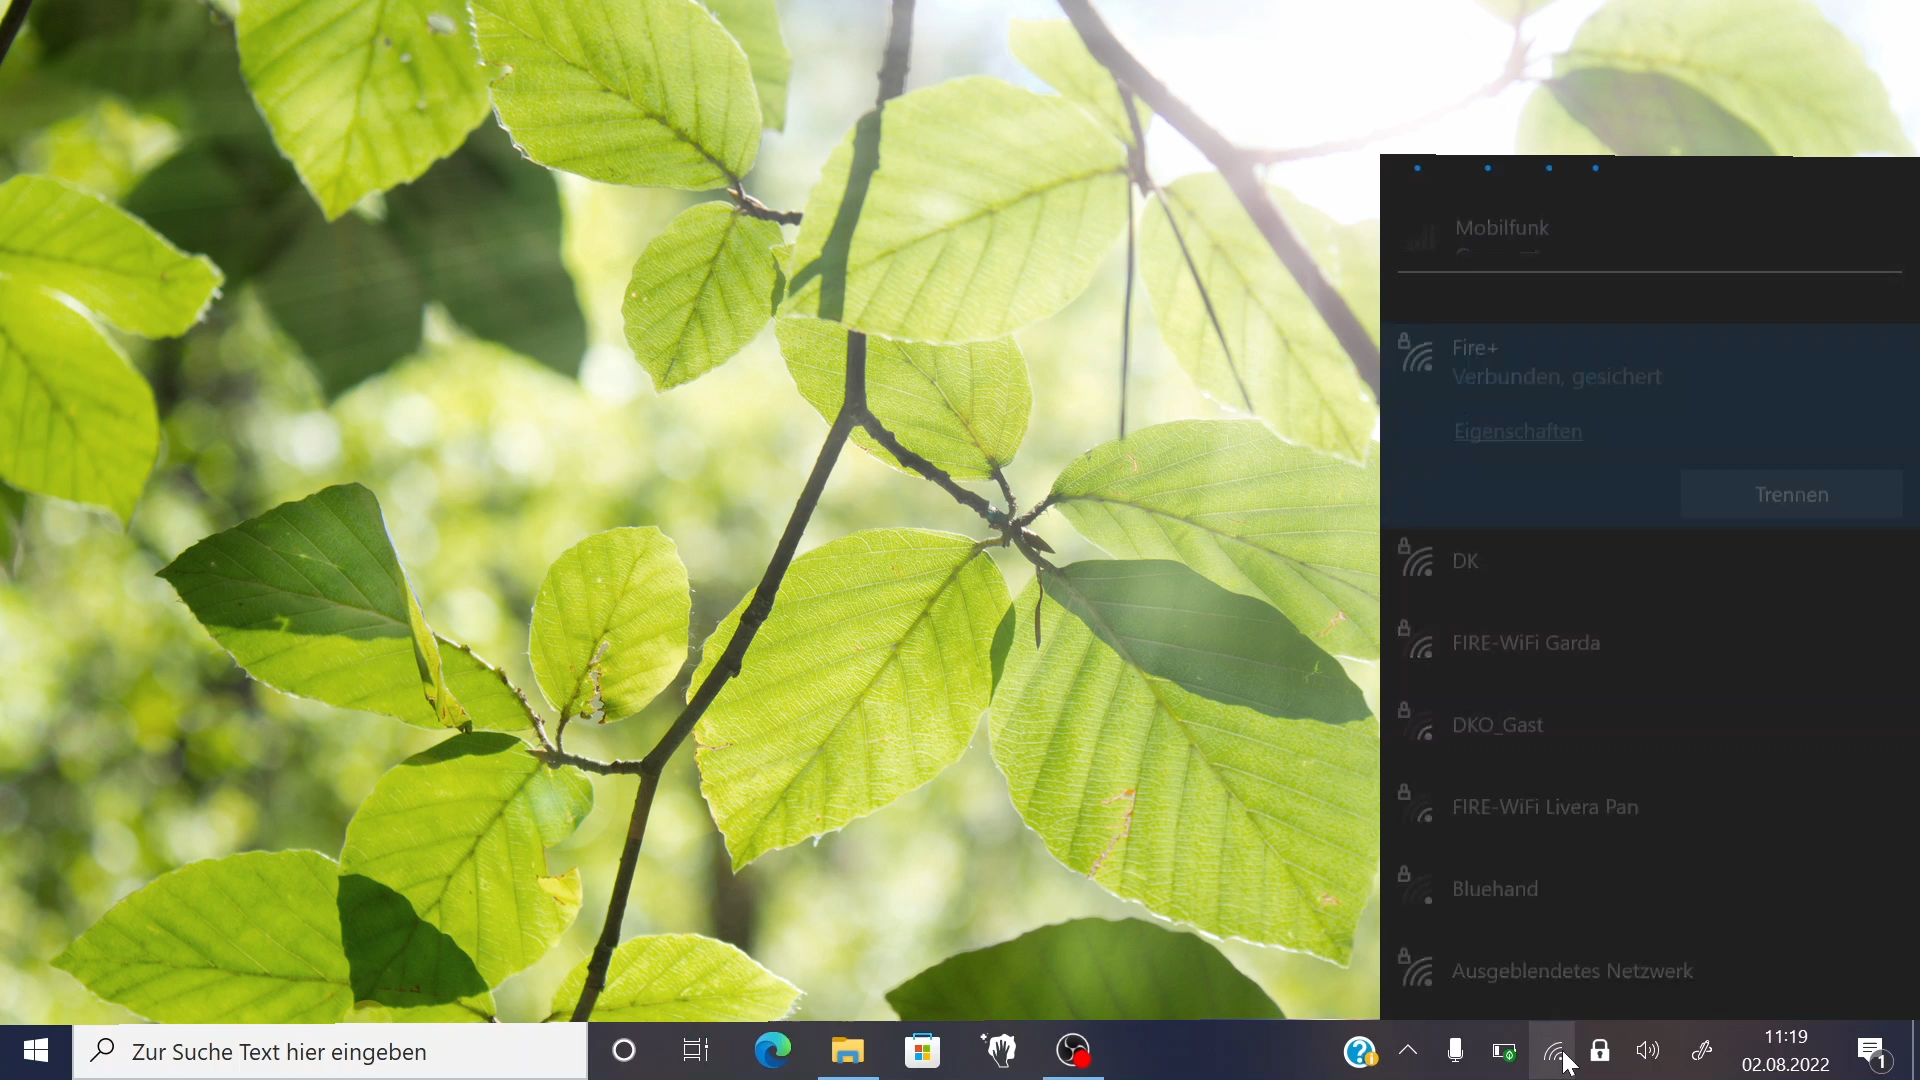 Mobilfunk
Fire+
Verbunden, gesichert
Eigenschaften
Trennen
DK
FIRE-WiFi Garda
DKO_Gast
FIRE-WiFi Livera Pan
Bluehand
Ausgeblendetes Netzwerk
Zur Suche Text hier eingeben
11:19
02.08.2022
1